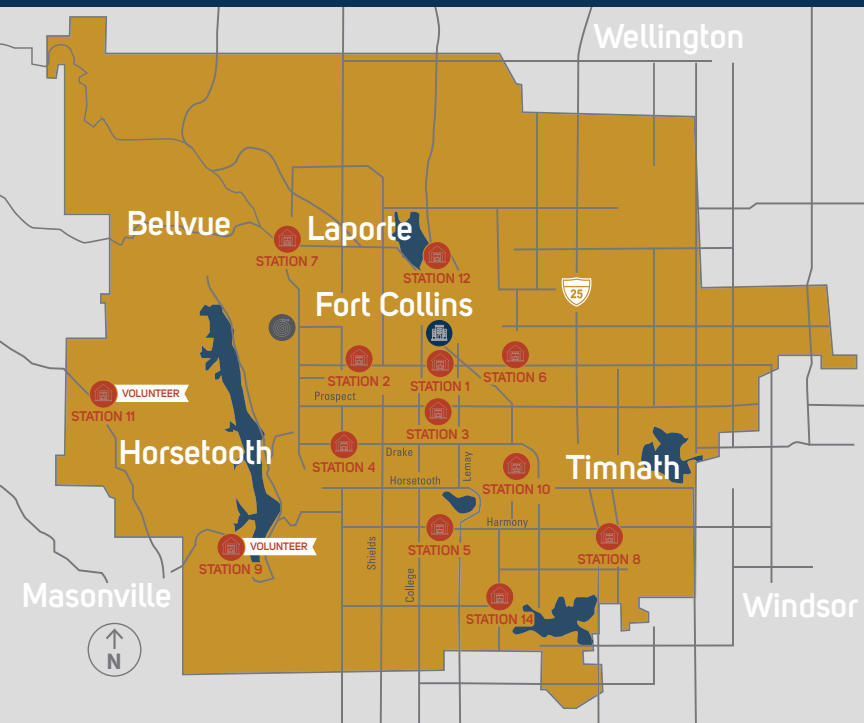 Wellington
Bellvue
Laporte
STATION 7
STATION 12
25
Fort Collins
STATION 2
STATION 1
STATION 6
Prospect
VOLUNTEER
STATION 11
STATION 3
Horsetooth
STATION 4
Drake
Lemay
Timnath
Horsetooth
STATION 10
Harmony
STATION 5
VOLUNTEER
STATION 9
Shields
STATION 8
College
Masonville
STATION 14
Windsor
N